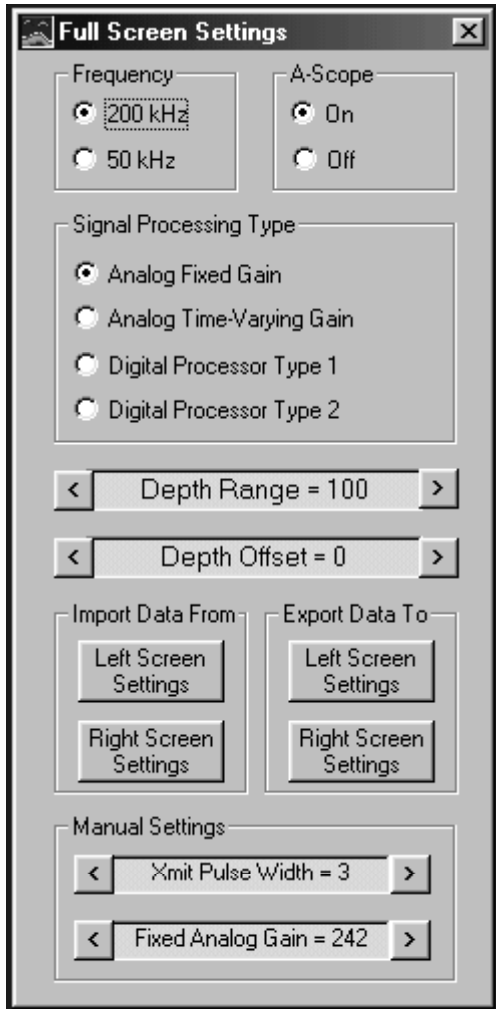 Full Screen Settings
Frequency
200 kHz
50 kHz
A-Scope
On
Off
Signal Processing Type
Analog Fixed Gain
Analog Time-Varying Gain
Digital Processor Type 1
Digital Processor Type 2
< Depth Range = 100 >
< Depth Offset = 0 >
Import Data From
Left Screen
Settings
Right Screen
Settings
Export Data To
Left Screen
Settings
Right Screen
Settings
Manual Settings
< Xmit Pulse Width = 3 >
< Fixed Analog Gain = 242 >